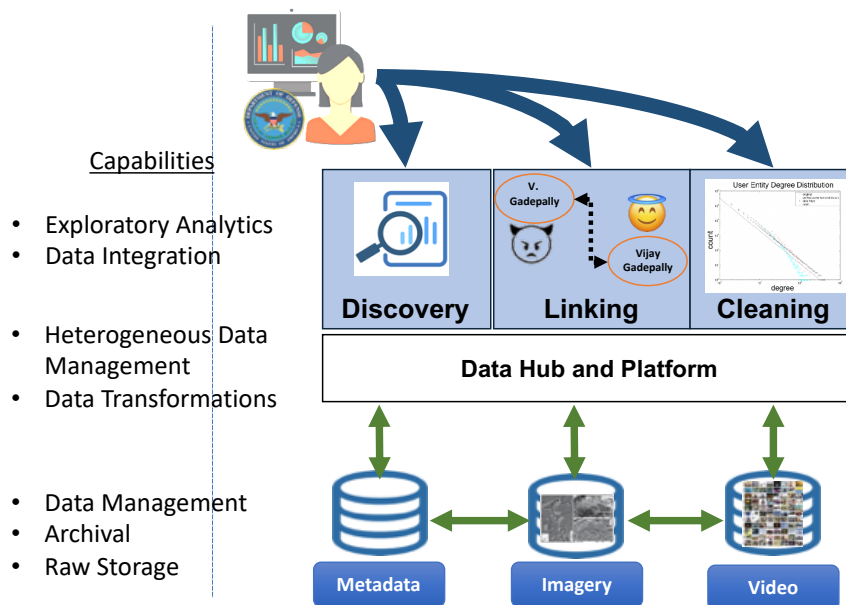 Capabilities
• Exploratory Analytics
• Data Integration
• Heterogeneous Data
Management
• Data Transformations
• Data Management
• Archival
• Raw Storage
V.
Gadepally
Vijay
Gadepally
User Entity Degree Distribution
count
degree
Discovery
Linking
Cleaning
Data Hub and Platform
Metadata
Imagery
Video